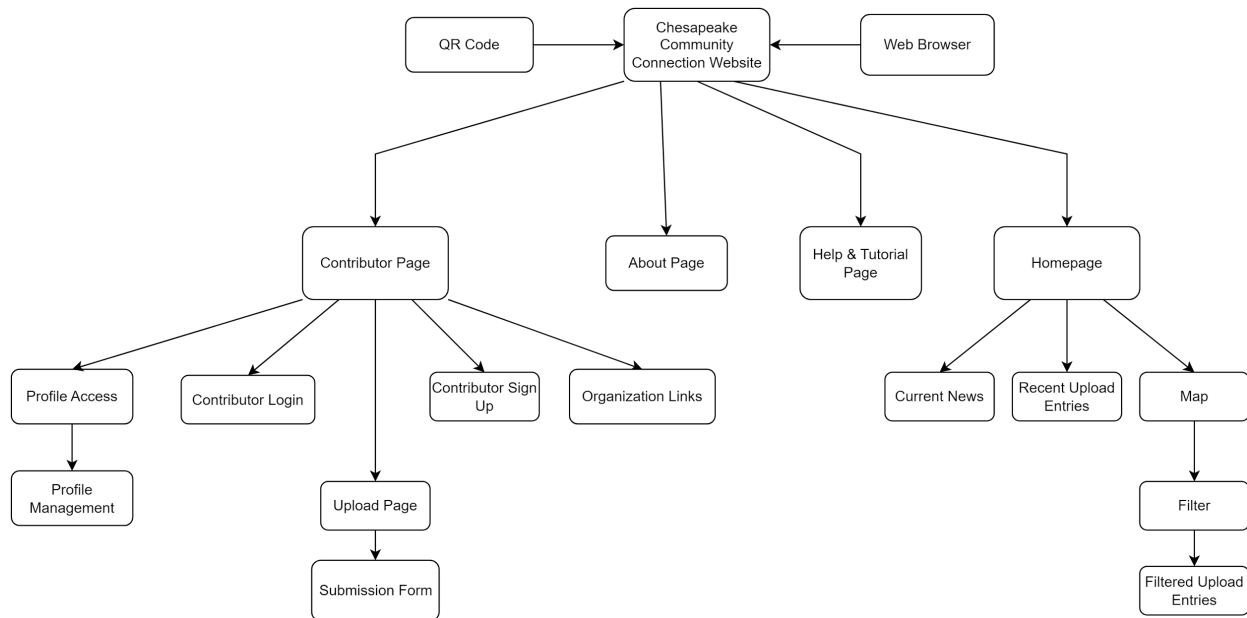 QR Code
Chesapeake
Community
Connection Website
Web Browser
Contributor Page
About Page
Help & Tutorial
Page
Homepage
Profile Access
Contributor Login
Contributor Sign
Up
Organization Links
Current News
Recent Upload
Entries
Map
Profile
Management
Upload Page
Filter
Submission Form
Filtered Upload
Entries